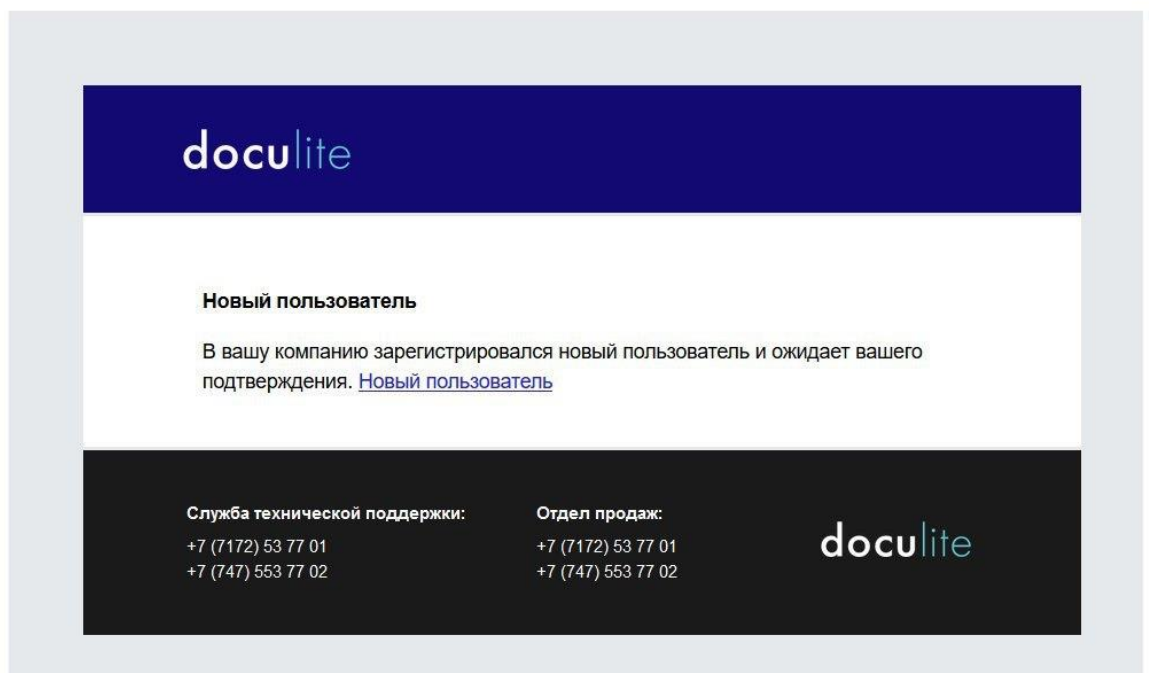 doculite
Новый пользователь
В вашу компанию зарегистрировался новый пользователь и ожидает вашего
подтверждения. Новый пользователь
Служба технической поддержки:
+7 (7172) 53 77 01
+7 (747) 553 77 02
Отдел продаж:
+7 (7172) 53 77 01
+7 (747) 553 77 02
doculite